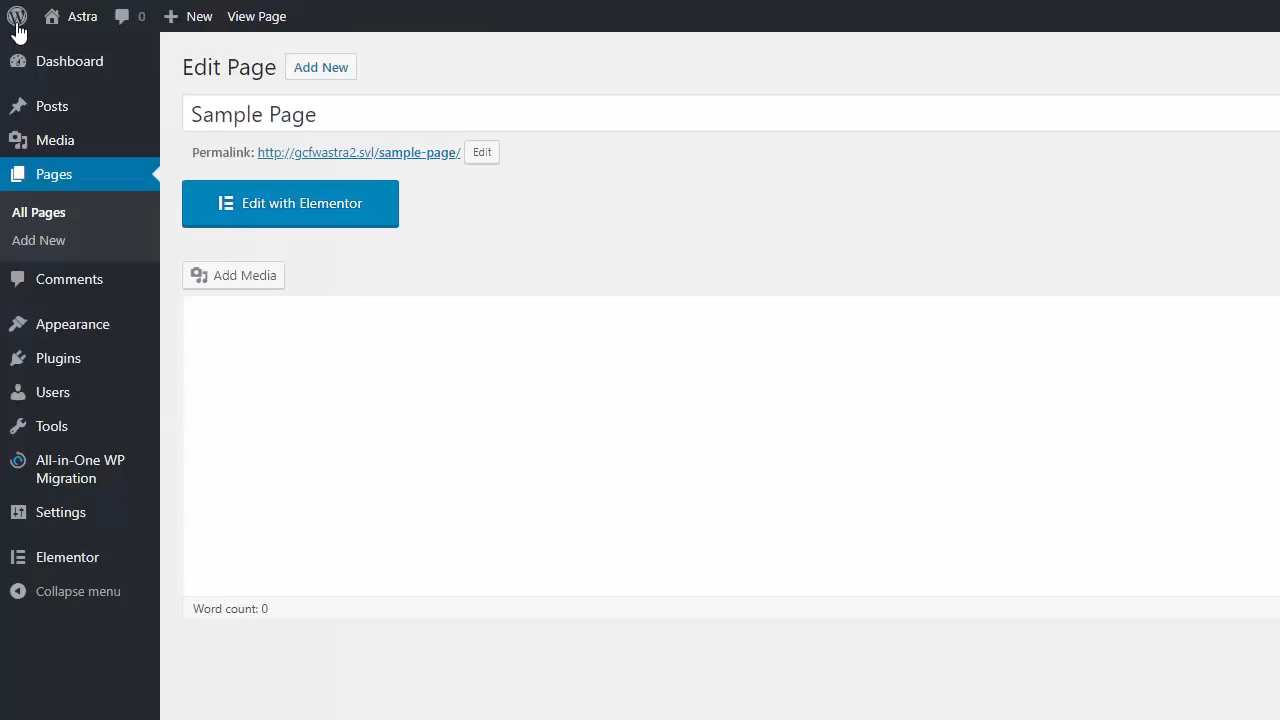 Astra 0 New View Page
Dashboard
Posts
Media
Pages
All Pages
Add New
Comments
Appearance
Plugins
Users
Tools
All-in-One WP
Migration
Settings
Elementor
Collapse menu
Edit Page Add New
Sample Page
Permalink: http://gcfwastra2.svl/sample-page/ Edit
Edit with Elementor
Add Media
Word count: 0